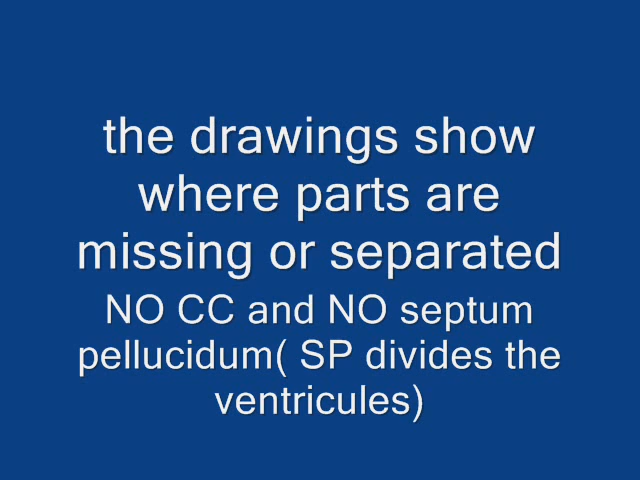 the drawings show
where parts are
missing or separated
NO CC and NO septum
pellucidum( SP divides the
ventricules)